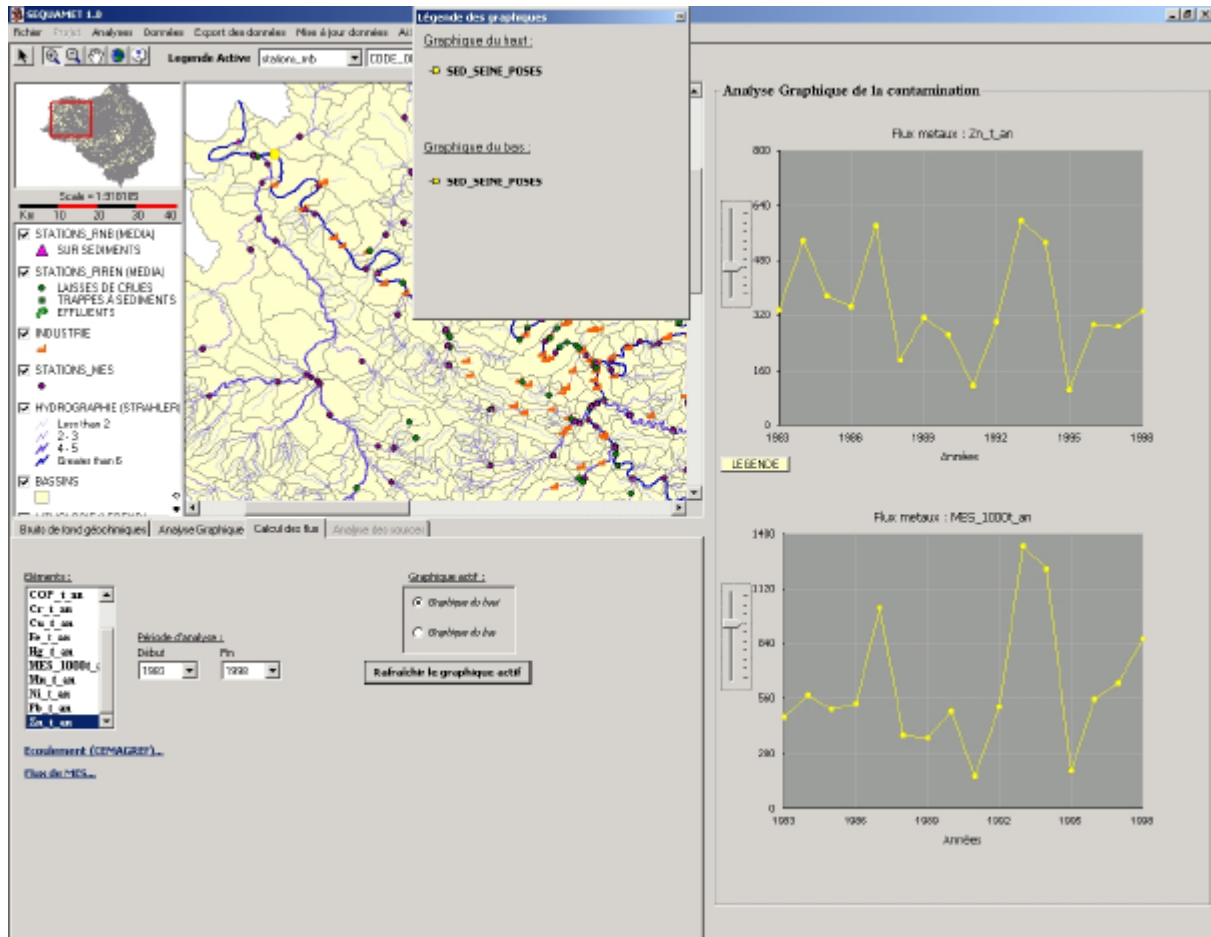 SEQUAMET 1.0
Fichier Projet Analyses Données Export des données Mise à jour données
Legende Active stations_rnb
Légende des graphiques
Graphique du haut :
SED_SEINE_POSES
Graphique du bas :
SED_SEINE_POSES
Km 10 20 30 40
STATIONS_RNB (MEDIA)
SUR SEDIMENTS
STATIONS_PIREN (MEDIA)
LAISSES DE CRUES
TRAPPES A SEDIMENTS
EFFLUENTS
INDUSTRIE
STATIONS_MES
HYDROGRAPHIE (STRAHLER)
Less than 2
2 - 3
4 - 5
Greater than 5
BASSINS
Bruits de fond géochimiques
Analyse Graphique
Calcul des flux
Analyse des sources
Eléments :
COP_t_an
Cr_t_an
Cu_t_an
Fe_t_an
Hg_t_an
MES_1000t_
Mn_t_an
Ni_t_an
Pb_t_an
Zn_t_an
Période d'analyse :
Début Fin
1983 1998
Graphique actif :
Graphique du haut
Graphique du bas
Rafraîchir le graphique actif
Ecoulement (CEMAGREF)...
Flux de MES...
Analyse Graphique de la contamination
Flux metaux : Zn_t_an
800
640
480
320
160
0
1983 1986 1989 1992 1995 1998
Années
LEGENDE
Flux metaux : MES_1000t_an
1400
1120
840
560
280
0
1983 1986 1989 1992 1995 1998
Années